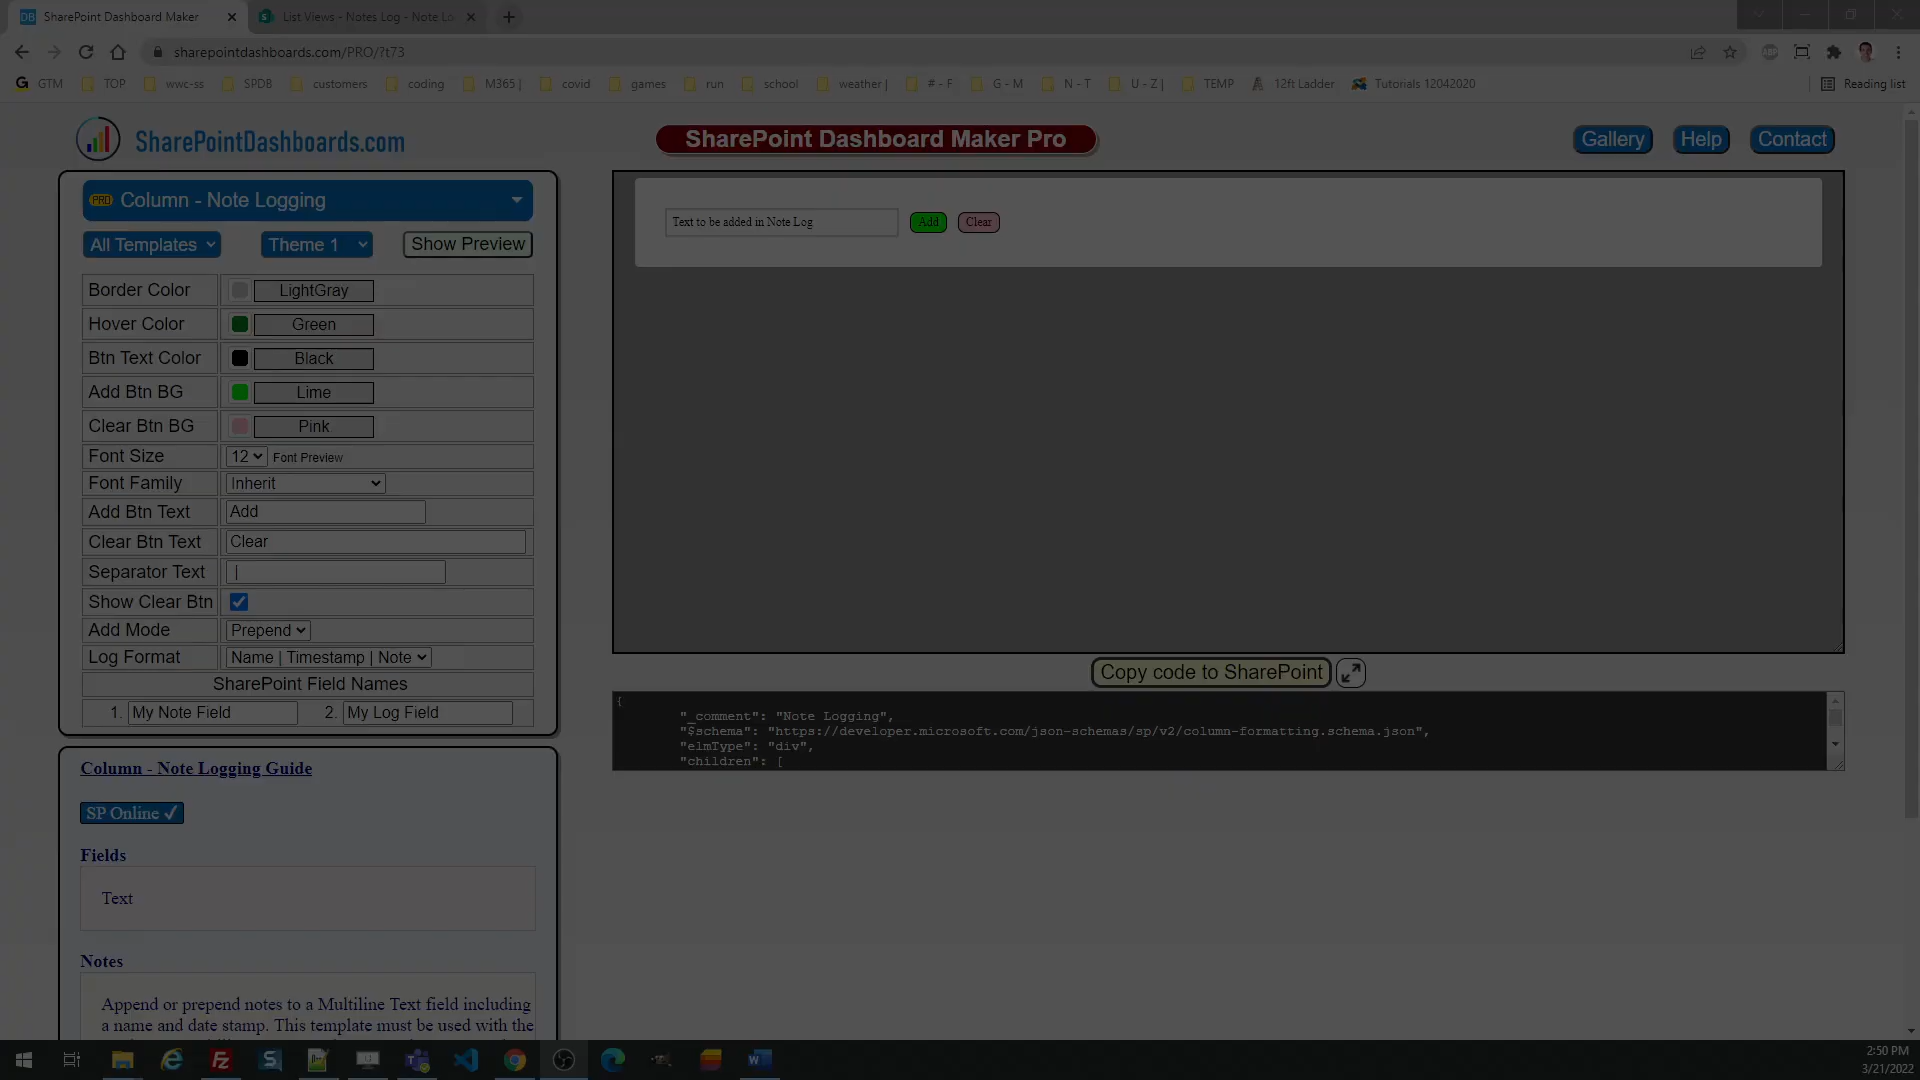 SharePoint Dashboard Maker
List Views - Notes Log - Note Lo
sharepointdashboards.com/PRO/?t73
GTM TOP wwc-ss SPDB customers coding M365 | covid games run school weather | # - F G - M N - T U - Z | TEMP 12ft Ladder Tutorials 12042020 Reading list
SharePointDashboards.com
SharePoint Dashboard Maker Pro
Gallery Help Contact
PRO Column - Note Logging
All Templates Theme 1 Show Preview
Border Color LightGray
Hover Color Green
Btn Text Color Black
Add Btn BG Lime
Clear Btn BG Pink
Font Size 12 Font Preview
Font Family Inherit
Add Btn Text Add
Clear Btn Text Clear
Separator Text |
Show Clear Btn
Add Mode Prepend
Log Format Name | Timestamp | Note
SharePoint Field Names
1. My Note Field 2. My Log Field
Text to be added in Note Log Add Clear
Copy code to SharePoint
{
"_comment": "Note Logging",
"$schema": "https://developer.microsoft.com/json-schemas/sp/v2/column-formatting.schema.json",
"elmType": "div",
"children": [
Column - Note Logging Guide
SP Online ✓
Fields
Text
Notes
Append or prepend notes to a Multiline Text field including
a name and date stamp. This template must be used with the
2:50 PM
3/21/2022